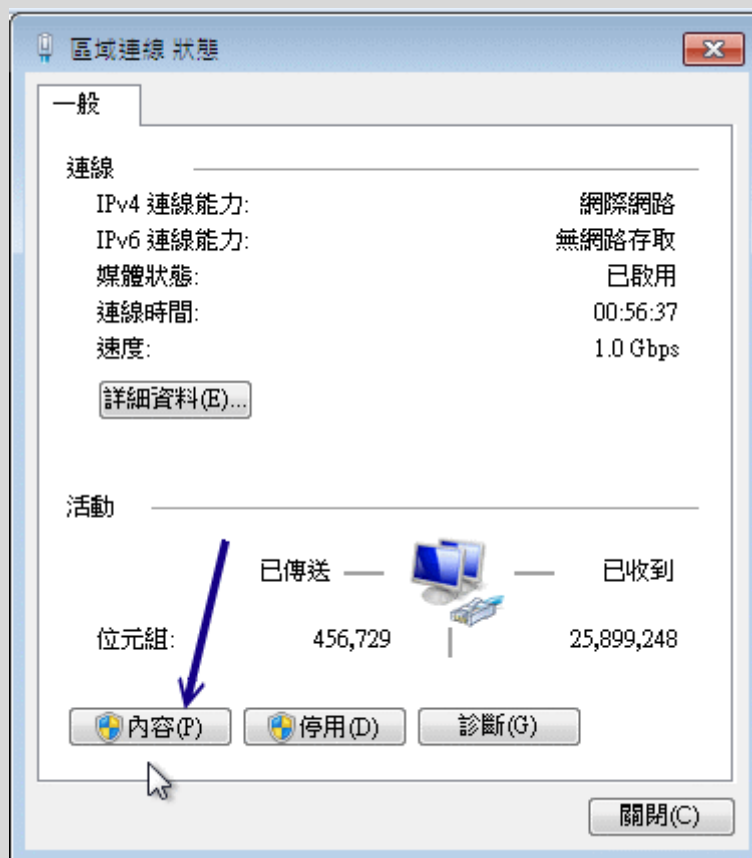 區域連線 狀態
一般
連線
IPv4 連線能力: 網際網路
IPv6 連線能力: 無網路存取
媒體狀態: 已啟用
連線時間: 00:56:37
速度: 1.0 Gbps
詳細資料(E)...
活動
已傳送 已收到
位元組: 456,729 25,899,248
內容(P) 停用(D) 診斷(G)
關閉(C)